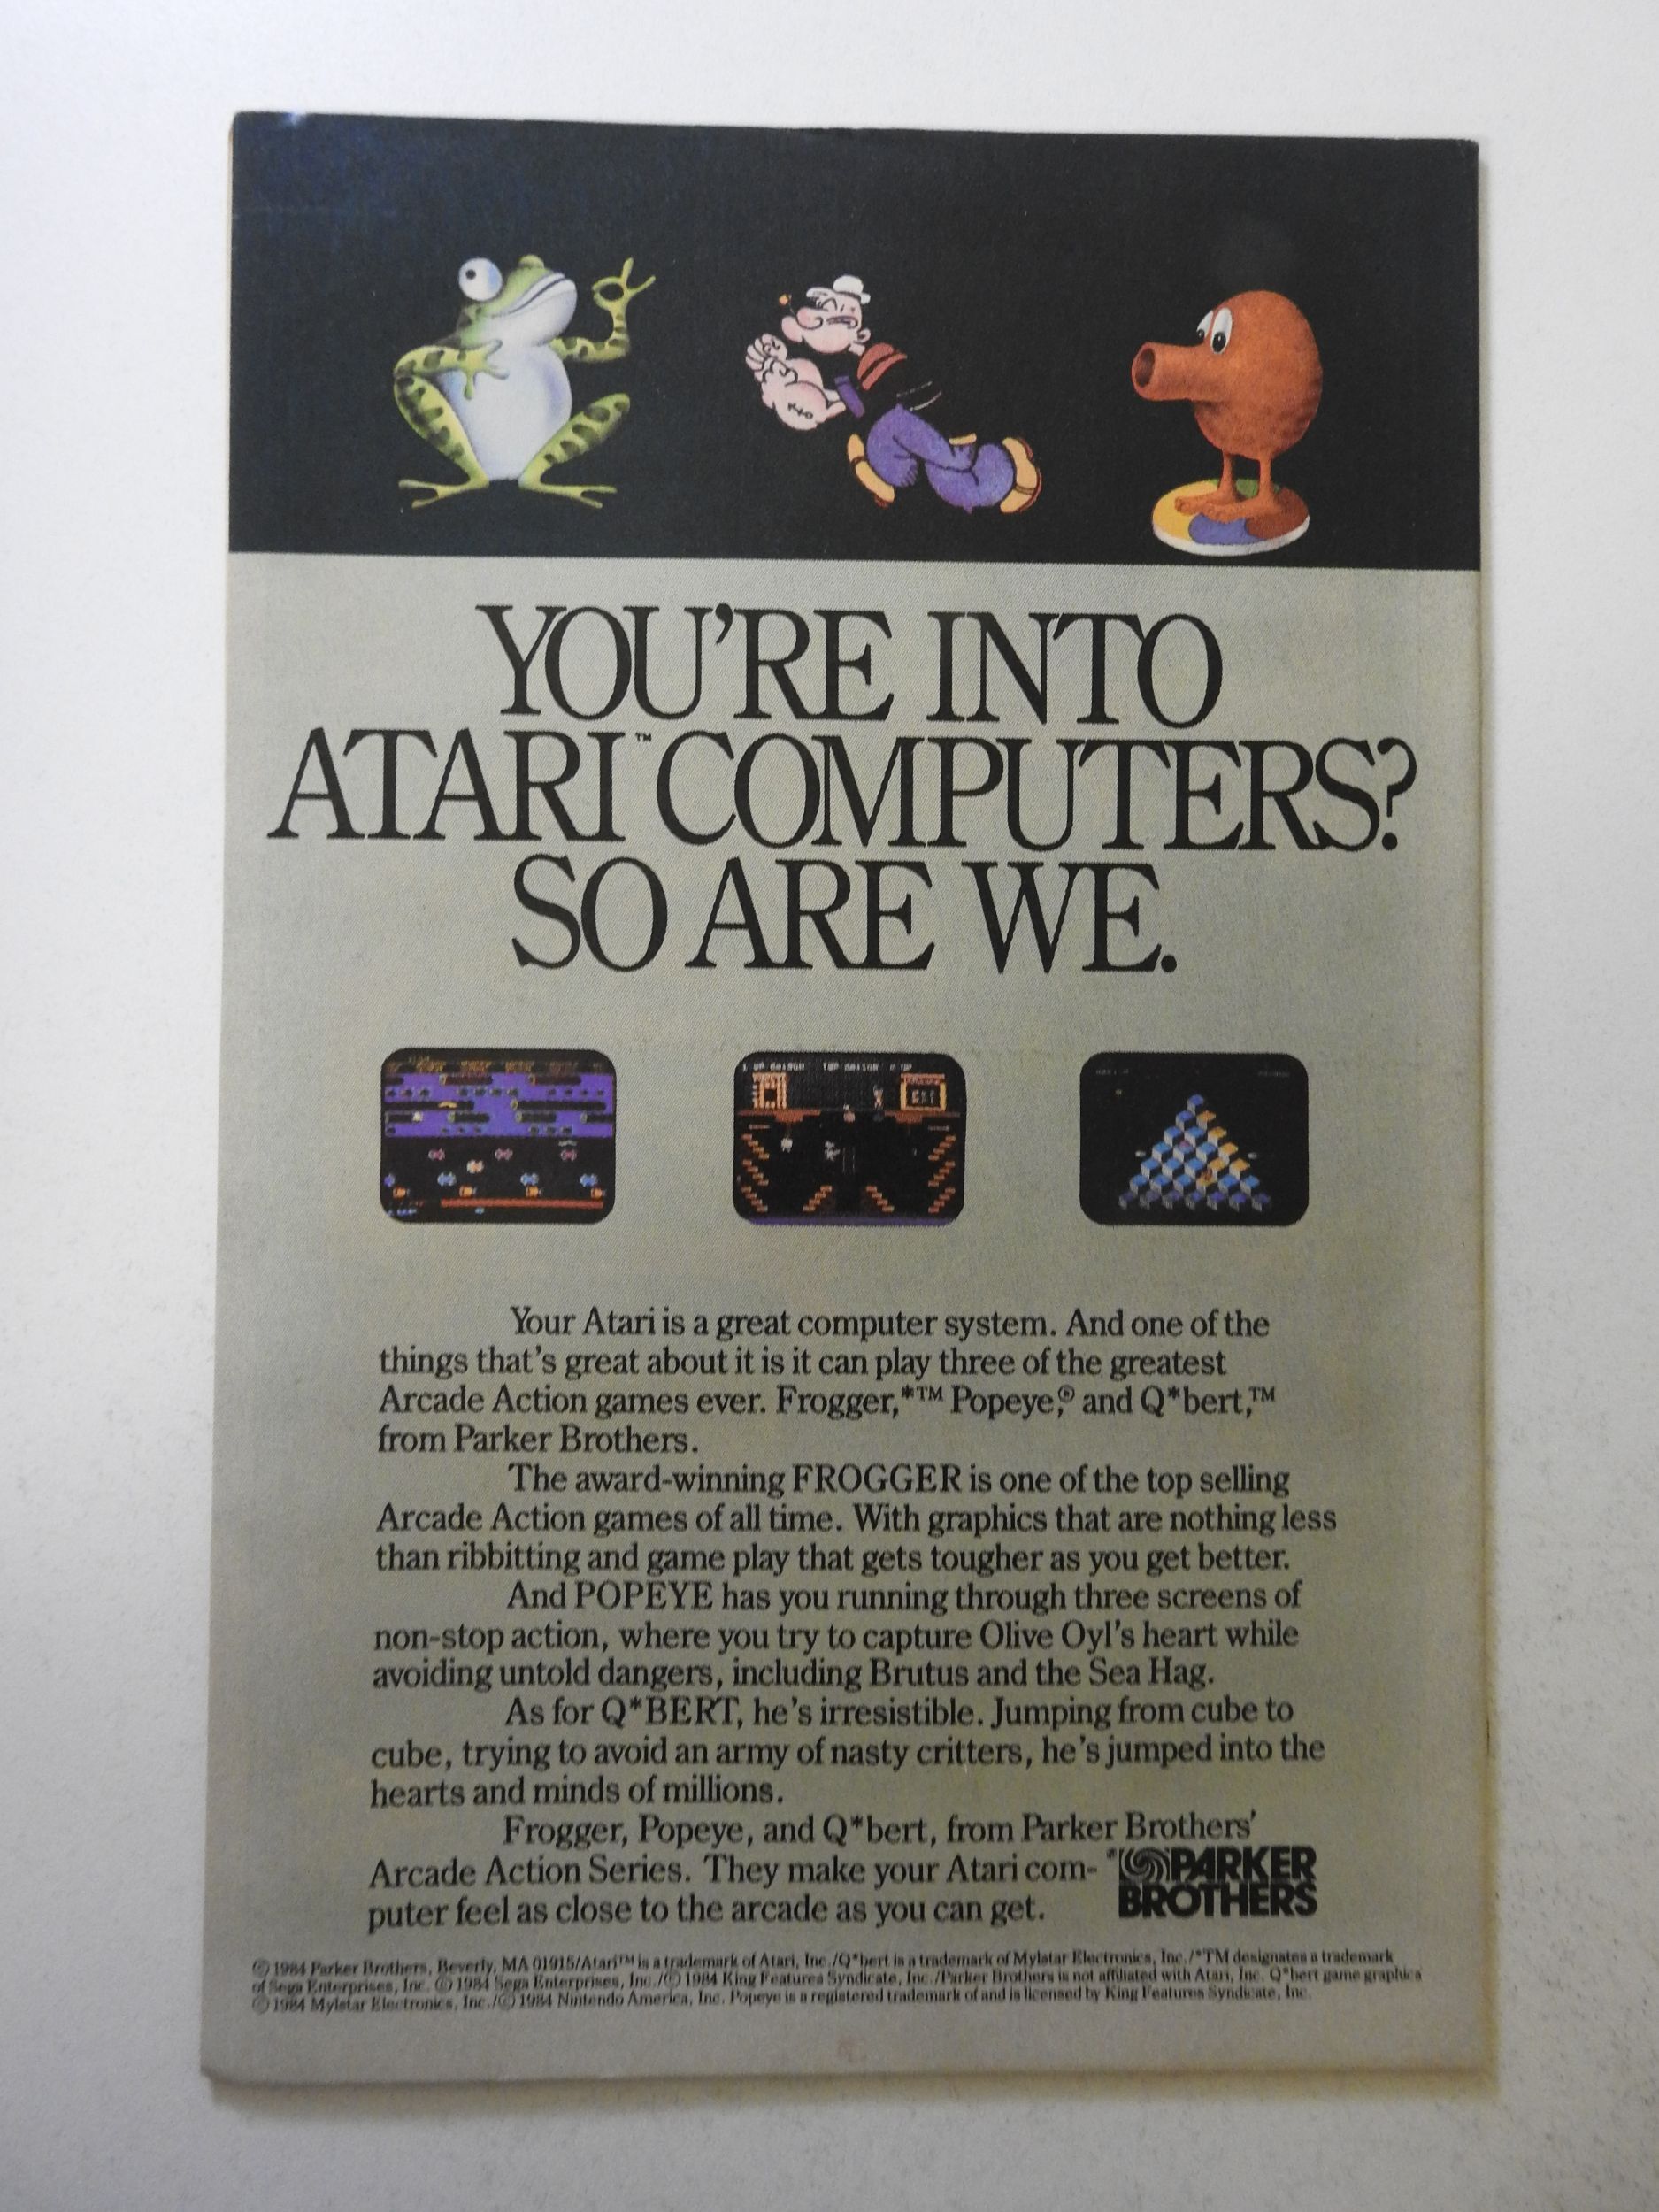 YOU'RE INTO
ATARI™ COMPUTERS?
SO ARE WE.
Your Atari is a great computer system. And one of the
things that's great about it is it can play three of the greatest
Arcade Action games ever. Frogger,*™ Popeye,® and Q*bert,™
from Parker Brothers.
The award-winning FROGGER is one of the top selling
Arcade Action games of all time. With graphics that are nothing less
than ribbitting and game play that gets tougher as you get better.
And POPEYE has you running through three screens of
non-stop action, where you try to capture Olive Oyl's heart while
avoiding untold dangers, including Brutus and the Sea Hag.
As for Q*BERT, he's irresistible. Jumping from cube to
cube, trying to avoid an army of nasty critters, he's jumped into the
hearts and minds of millions.
Frogger, Popeye, and Q*bert, from Parker Brothers'
Arcade Action Series. They make your Atari com-
puter feel as close to the arcade as you can get.
PARKER
BROTHERS
© 1984 Parker Brothers, Beverly, MA 01915/Atari™ is a trademark of Atari, Inc./Q*bert is a trademark of Mylstar Electronics, Inc./*TM designates a trademark
of Sega Enterprises, Inc. © 1984 Sega Enterprises, Inc./© 1984 King Features Syndicate, Inc./Parker Brothers is not affiliated with Atari, Inc. Q*bert game graphics
© 1984 Mylstar Electronics, Inc./© 1984 Nintendo America, Inc. Popeye is a registered trademark of and is licensed by King Features Syndicate, Inc.